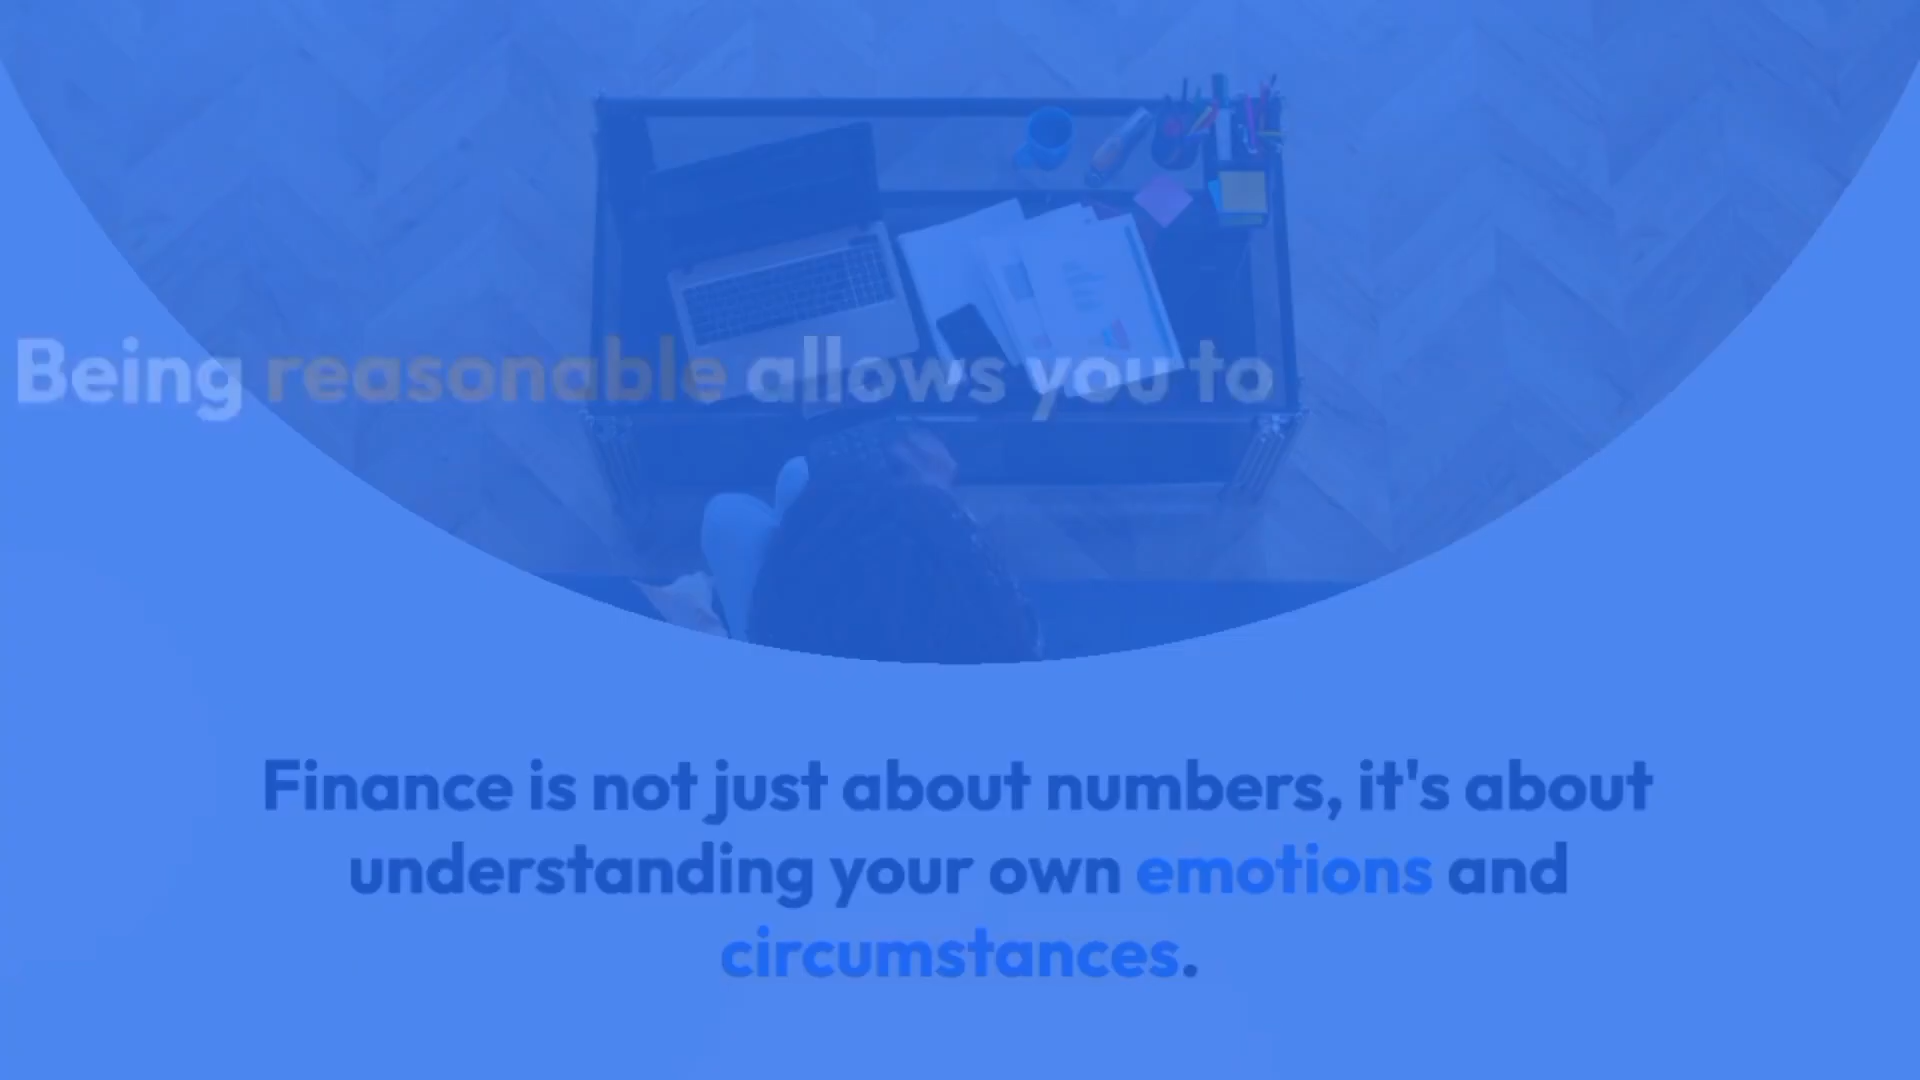 Being reasonable allows you to
Finance is not just about numbers, it's about
understanding your own emotions and
circumstances.